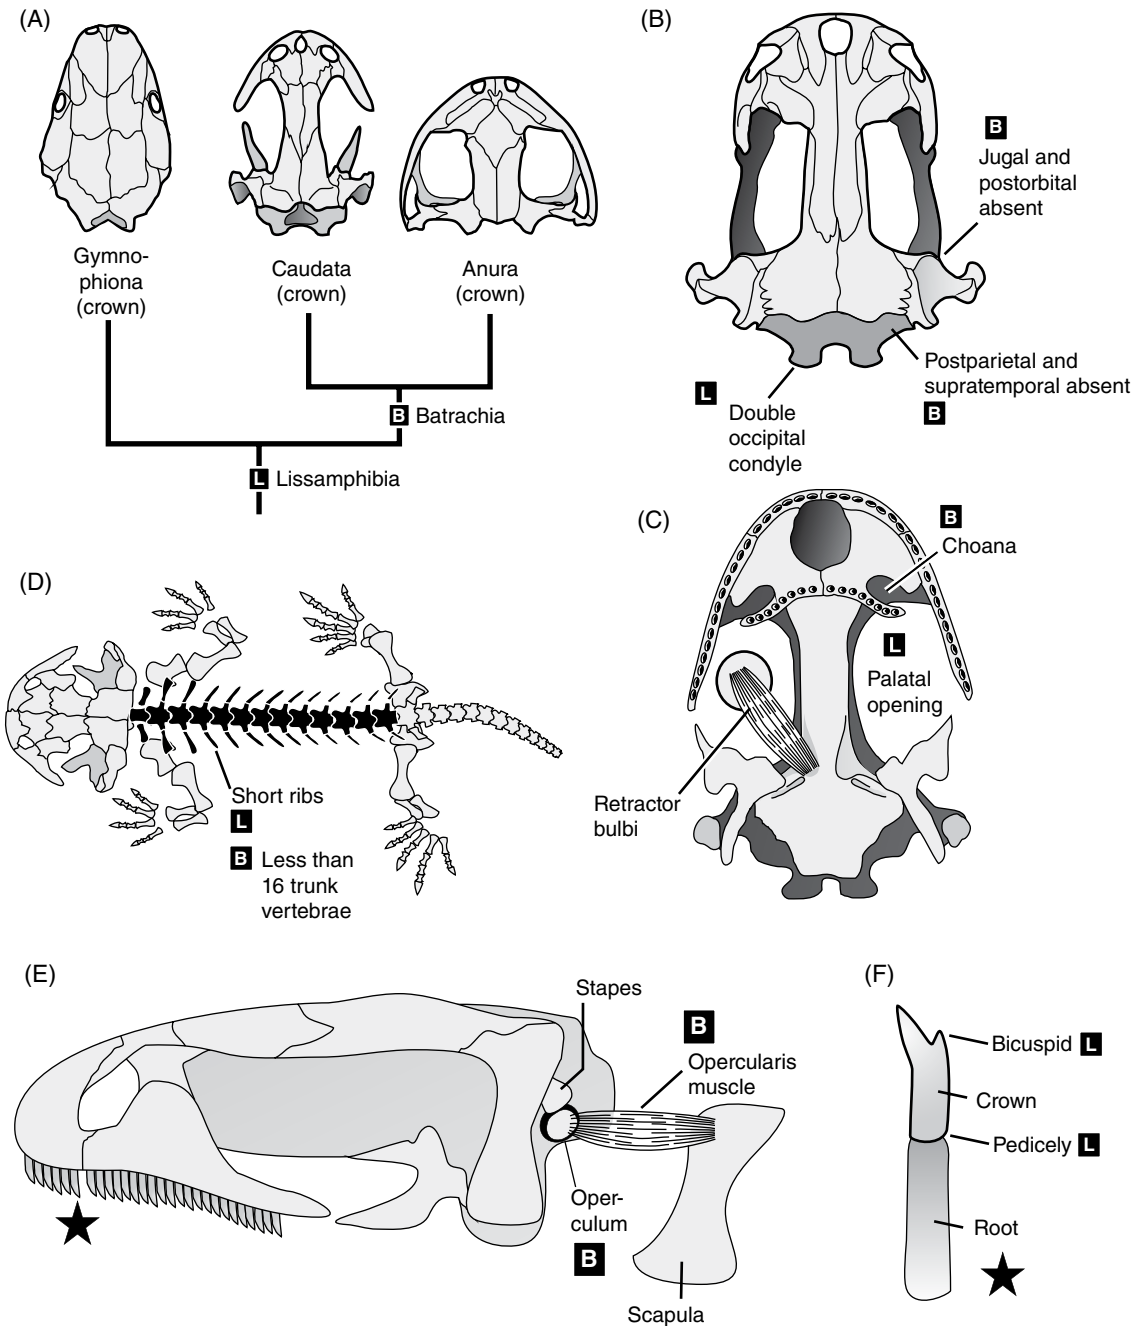 (A)
Gymno-
phiona
(crown)
Caudata
(crown)
Anura
(crown)
B Batrachia
L Lissamphibia
(B)
B
Jugal and
postorbital
absent
Postparietal and
supratemporal absent
B
L
Double
occipital
condyle
(C)
B
Choana
L
Palatal
opening
Retractor
bulbi
(D)
Short ribs
L
B Less than
16 trunk
vertebrae
(E)
Stapes
B
Opercularis
muscle
Oper-
culum
B
Scapula
(F)
Bicuspid L
Crown
Pedicely L
Root